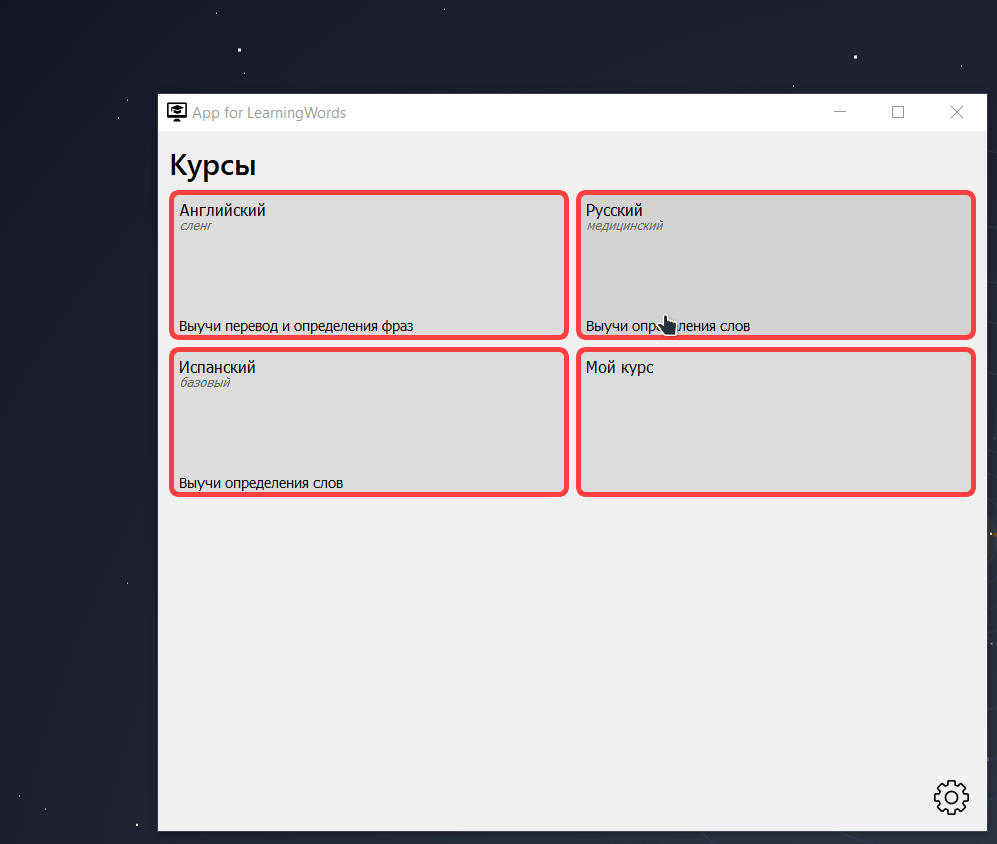 App for LearningWords
Курсы
Английский
сленг
Выучи перевод и определения фраз
Русский
медицинский
Выучи определения слов
Испанский
базовый
Выучи определения слов
Мой курс